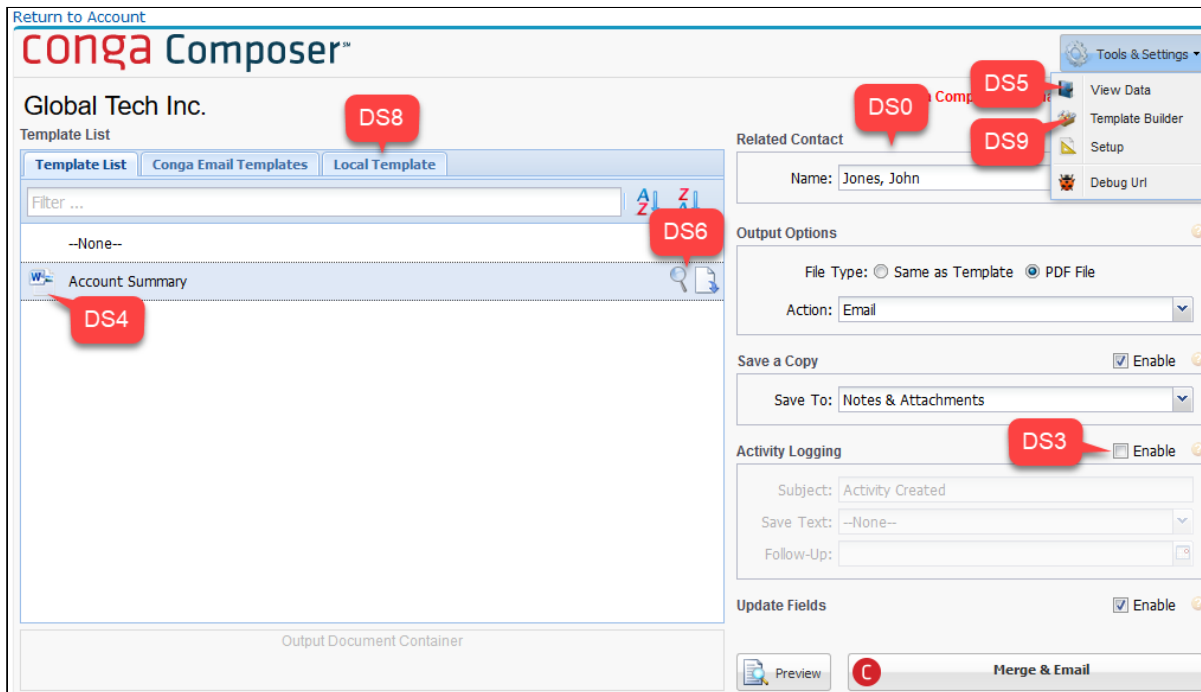 Return to Account
conga Composer℠
Tools & Settings
DS5
View Data
Comp
DS0
Global Tech Inc.
DS8
Template Builder
Template List
Related Contact
DS9
Setup
Template List
Conga Email Templates
Local Template
Name: Jones, John
Debug Url
Filter ...
A
Z
Z
DS6
--None--
Output Options
Account Summary
File Type: Same as Template PDF File
DS4
Action: Email
Save a Copy
Enable
Save To: Notes & Attachments
DS3
Activity Logging
Enable
Subject: Activity Created
Save Text: --None--
Follow-Up:
Update Fields
Enable
Output Document Container
Preview
C
Merge & Email